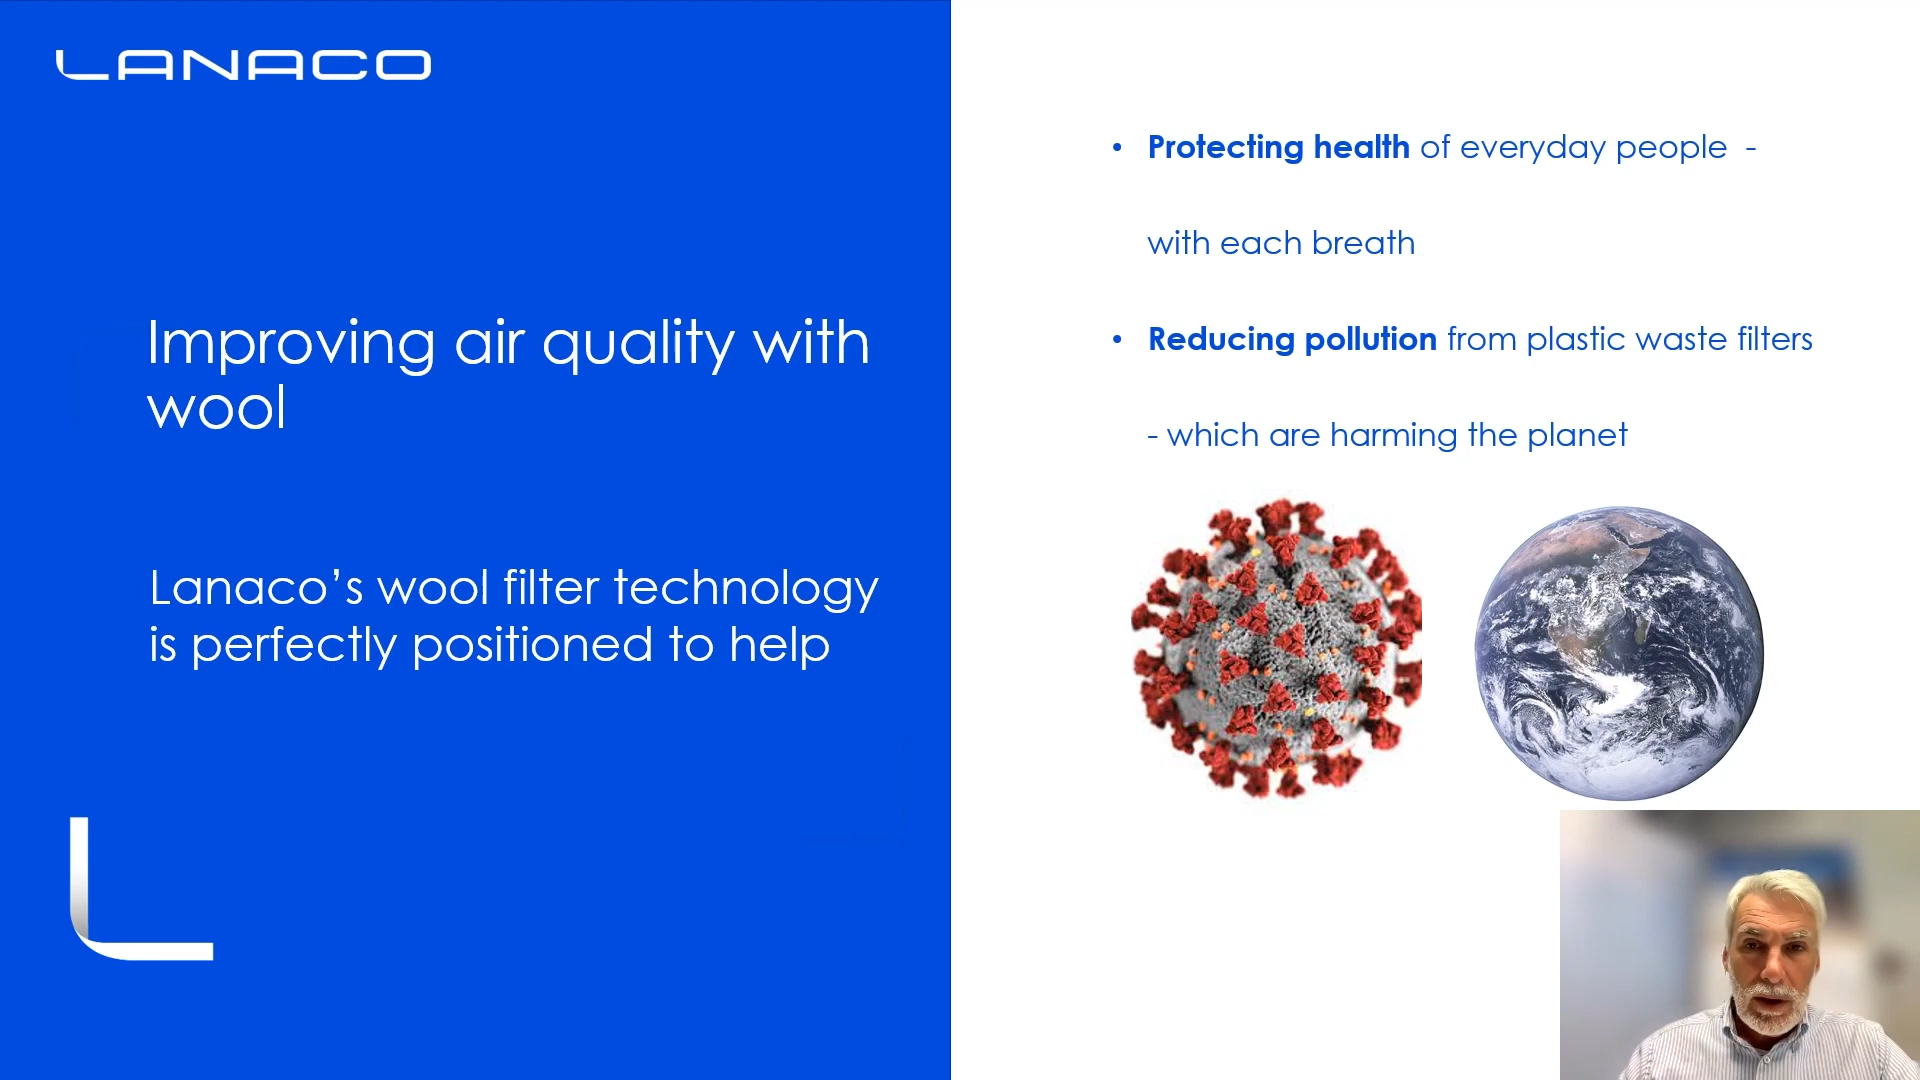 LANACO
Improving air quality with
wool
Lanaco’s wool filter technology
is perfectly positioned to help
• Protecting health of everyday people -
with each breath
• Reducing pollution from plastic waste filters
- which are harming the planet